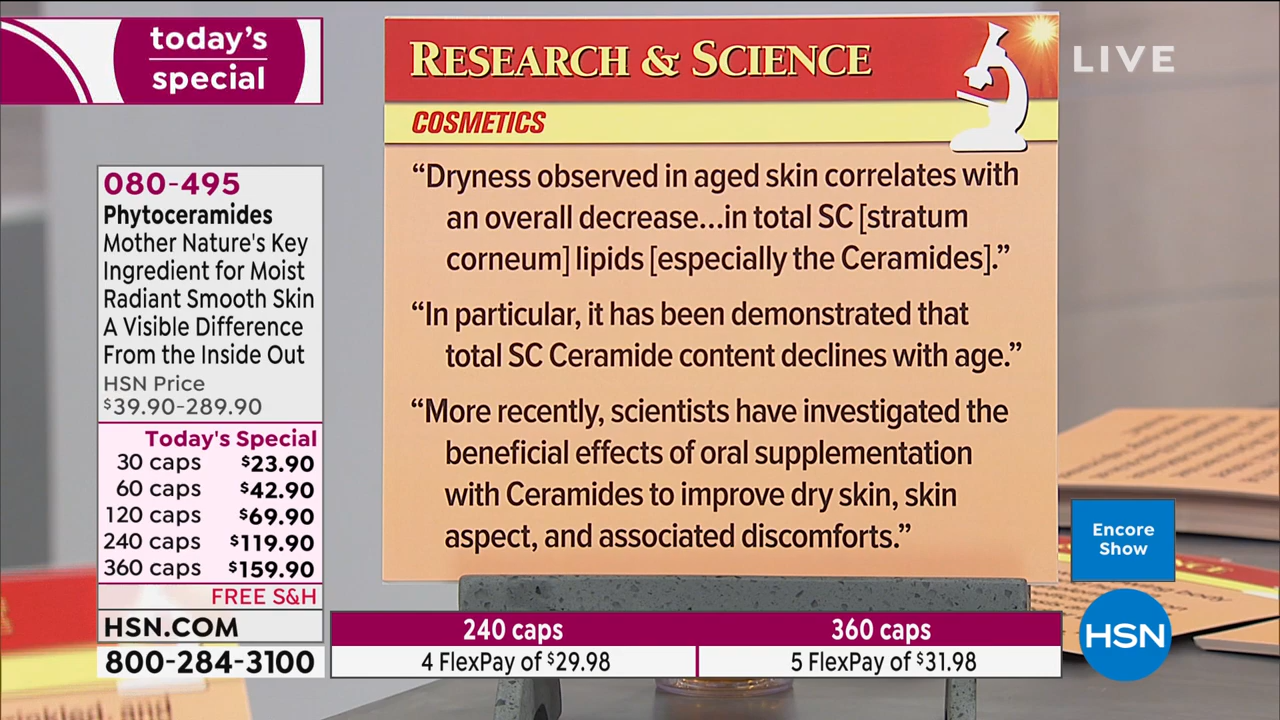 today's
special
080-495
Phytoceramides
Mother Nature's Key
Ingredient for Moist
Radiant Smooth Skin
A Visible Difference
From the Inside Out
HSN Price
$39.90-289.90
Today's Special
30 caps $23.90
60 caps $42.90
120 caps $69.90
240 caps $119.90
360 caps $159.90
FREE S&H
HSN.COM
800-284-3100
RESEARCH & SCIENCE
COSMETICS
“Dryness observed in aged skin correlates with
an overall decrease...in total SC [stratum
corneum] lipids [especially the Ceramides].”
“In particular, it has been demonstrated that
total SC Ceramide content declines with age.”
“More recently, scientists have investigated the
beneficial effects of oral supplementation
with Ceramides to improve dry skin, skin
aspect, and associated discomforts.”
240 caps 360 caps
4 FlexPay of $29.98 5 FlexPay of $31.98
LIVE
Encore
Show
HSN
and